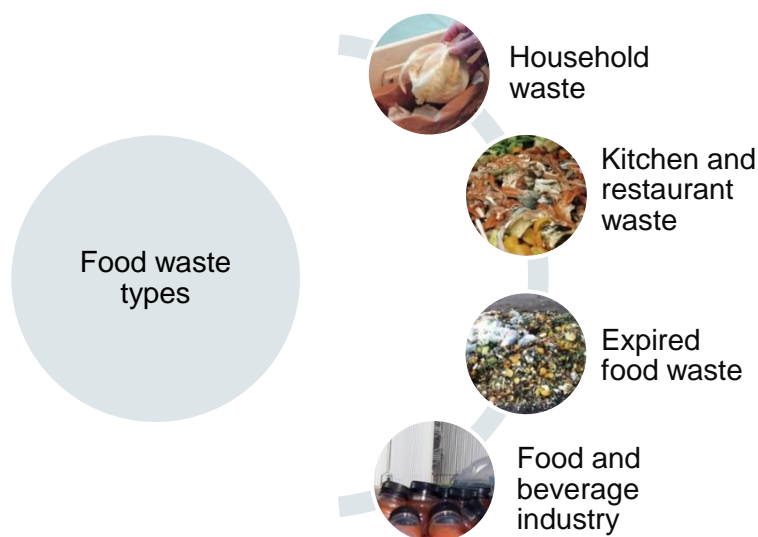 Food waste
types
Household
waste
Kitchen and
restaurant
waste
Expired
food waste
Food and
beverage
industry